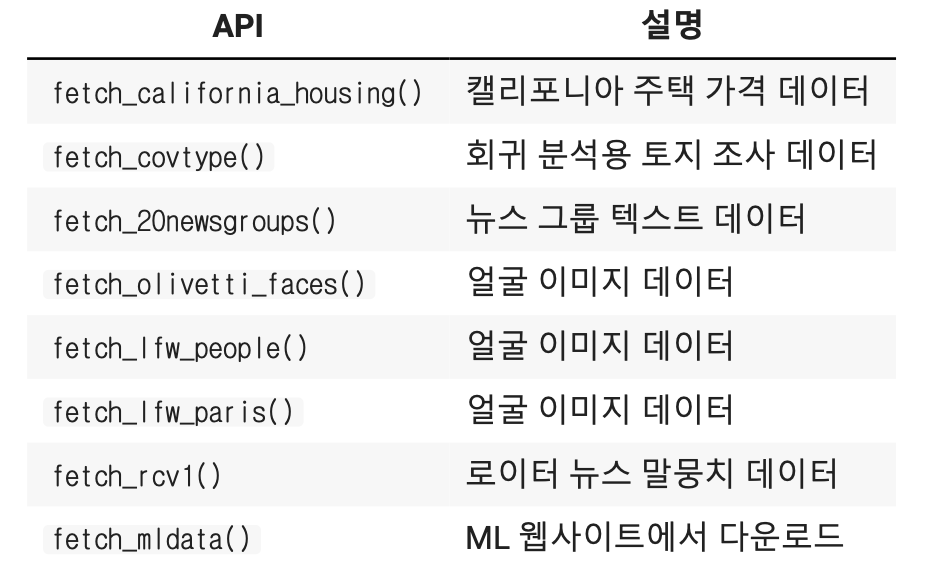 API 설명
fetch_california_housing() 캘리포니아 주택 가격 데이터
fetch_covtype() 회귀 분석용 토지 조사 데이터
fetch_20newsgroups() 뉴스 그룹 텍스트 데이터
fetch_olivetti_faces() 얼굴 이미지 데이터
fetch_lfw_people() 얼굴 이미지 데이터
fetch_lfw_paris() 얼굴 이미지 데이터
fetch_rcv1() 로이터 뉴스 말뭉치 데이터
fetch_mldata() ML 웹사이트에서 다운로드